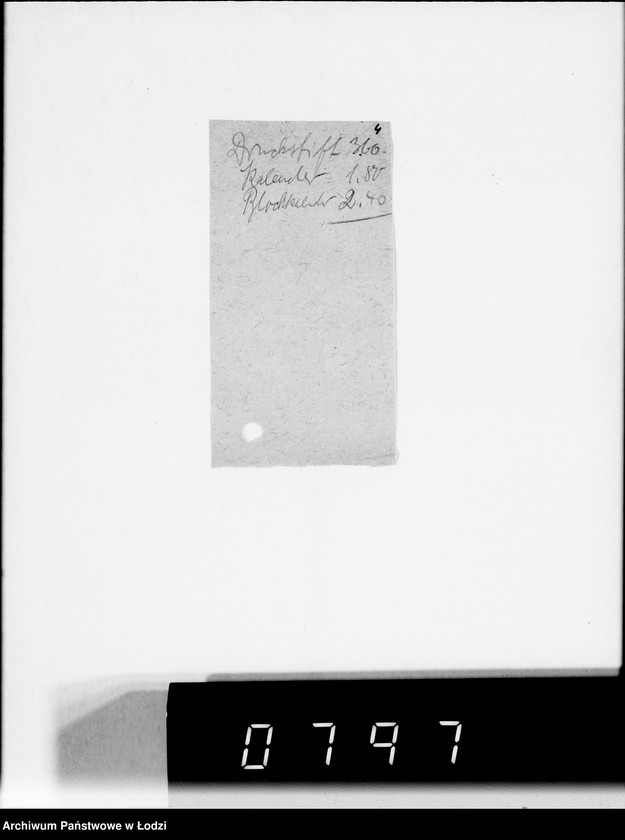 4
Druckstift 3.60.
Kalender 1.80
Blockkalender 2.40
0797
Archiwum Państwowe w Łodzi